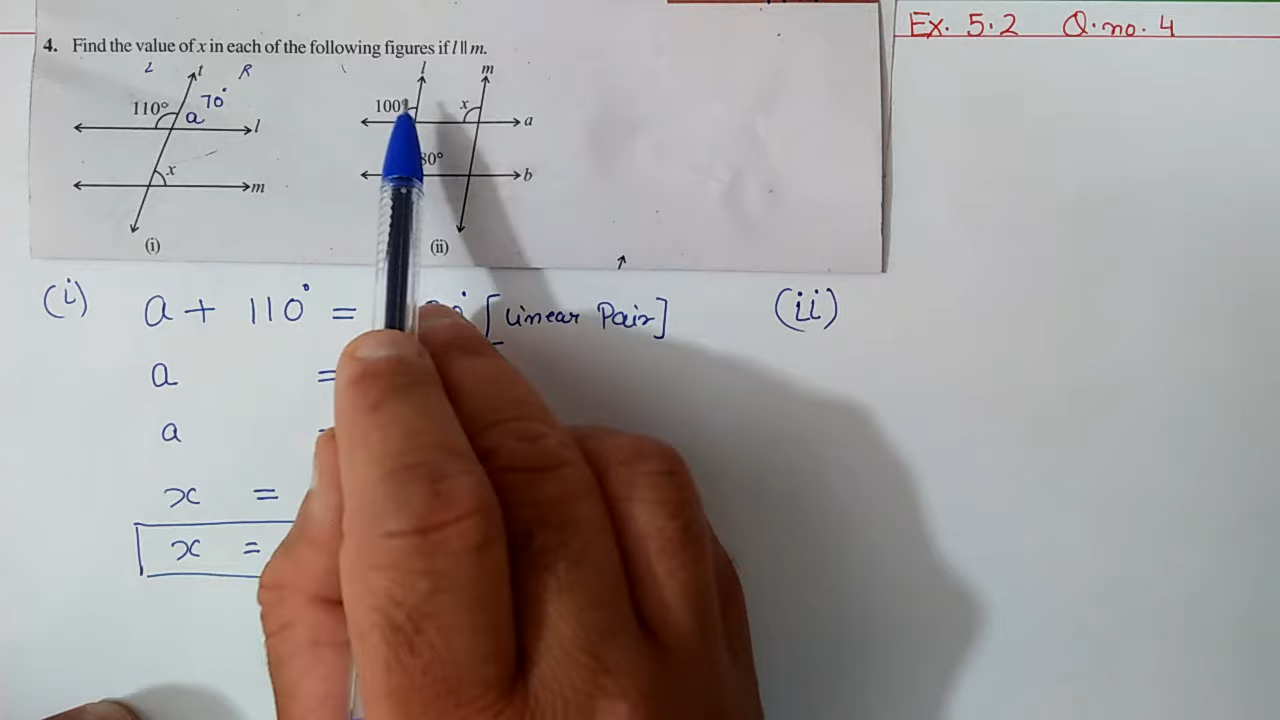 Ex. 5.2 Q.no. 4
4. Find the value of x in each of the following figures if l || m.
L t R l m
110° a 70° l 100° x a
x m 80° b
(i) (ii)
(i) a + 110° = [Linear Pair] (ii)
a =
a
x =
x =